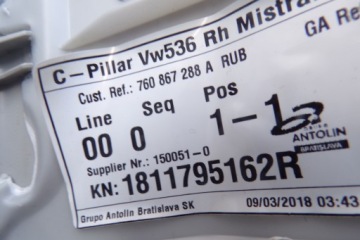 C-Pillar Vw536 Rh Mistral
Cust. Ref.: 760 867 288 A RUB
GA Re
Line Seq Pos
00 0 1-1
ANTOLIN
BRATISLAVA
Supplier Nr.: 150051-0
KN: 1811795162R
Grupo Antolin Bratislava SK
09/03/2018 03:43